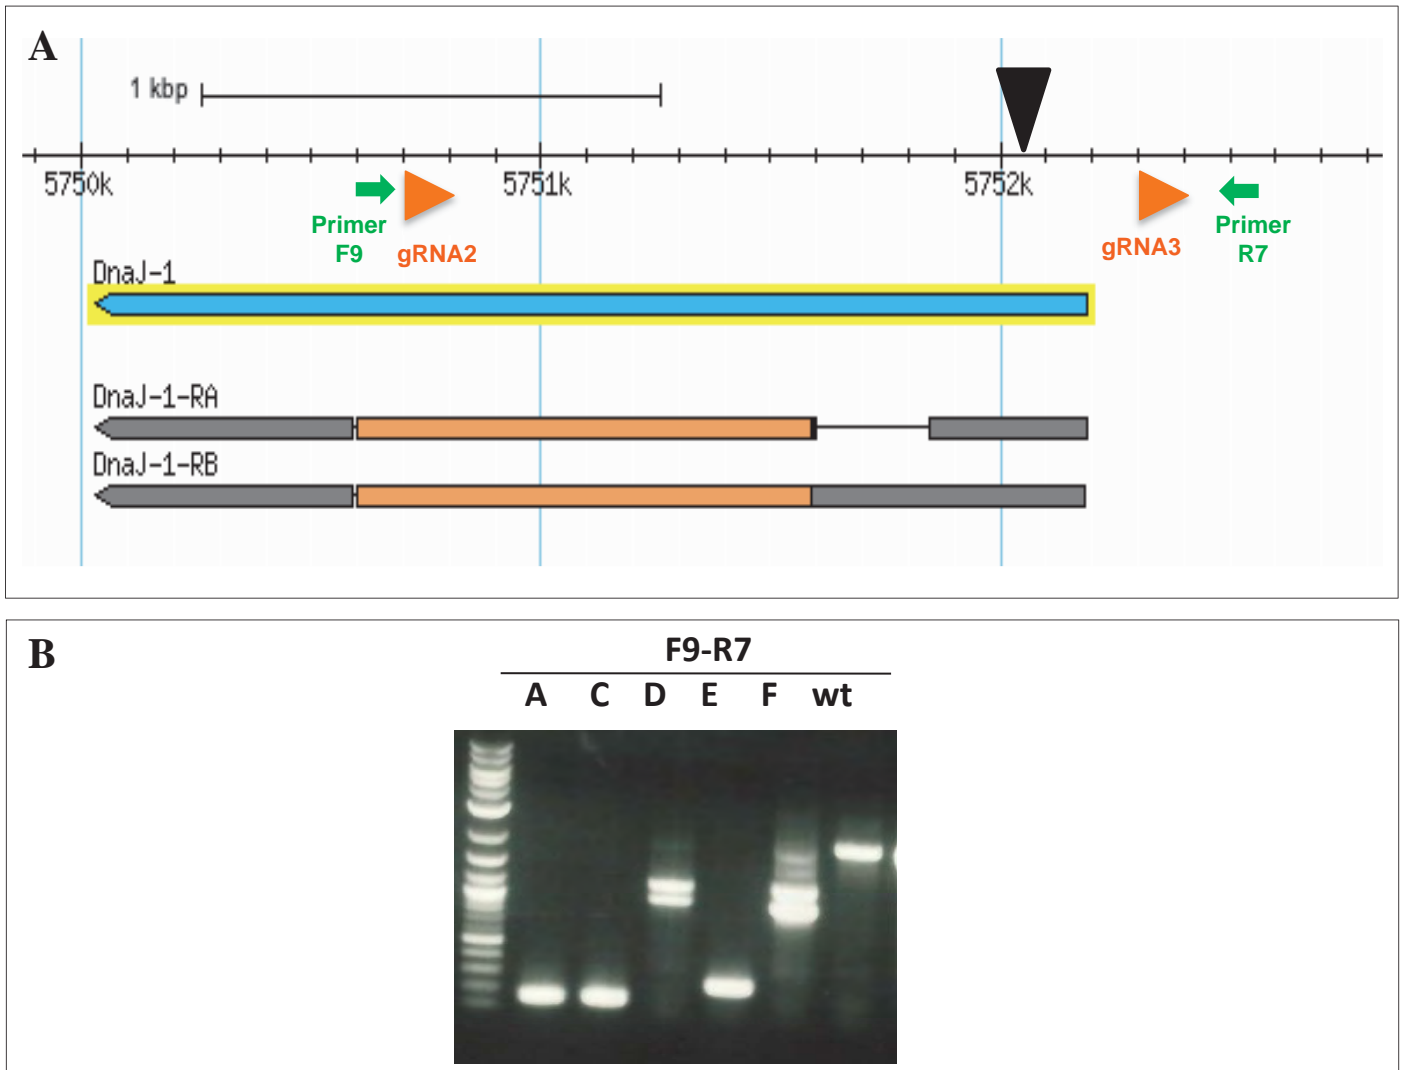 A
1 kbp
5750k 5751k 5752k
Primer F9
gRNA2
gRNA3
Primer R7
DnaJ-1
DnaJ-1-RA
DnaJ-1-RB
B
F9-R7
A C D E F wt